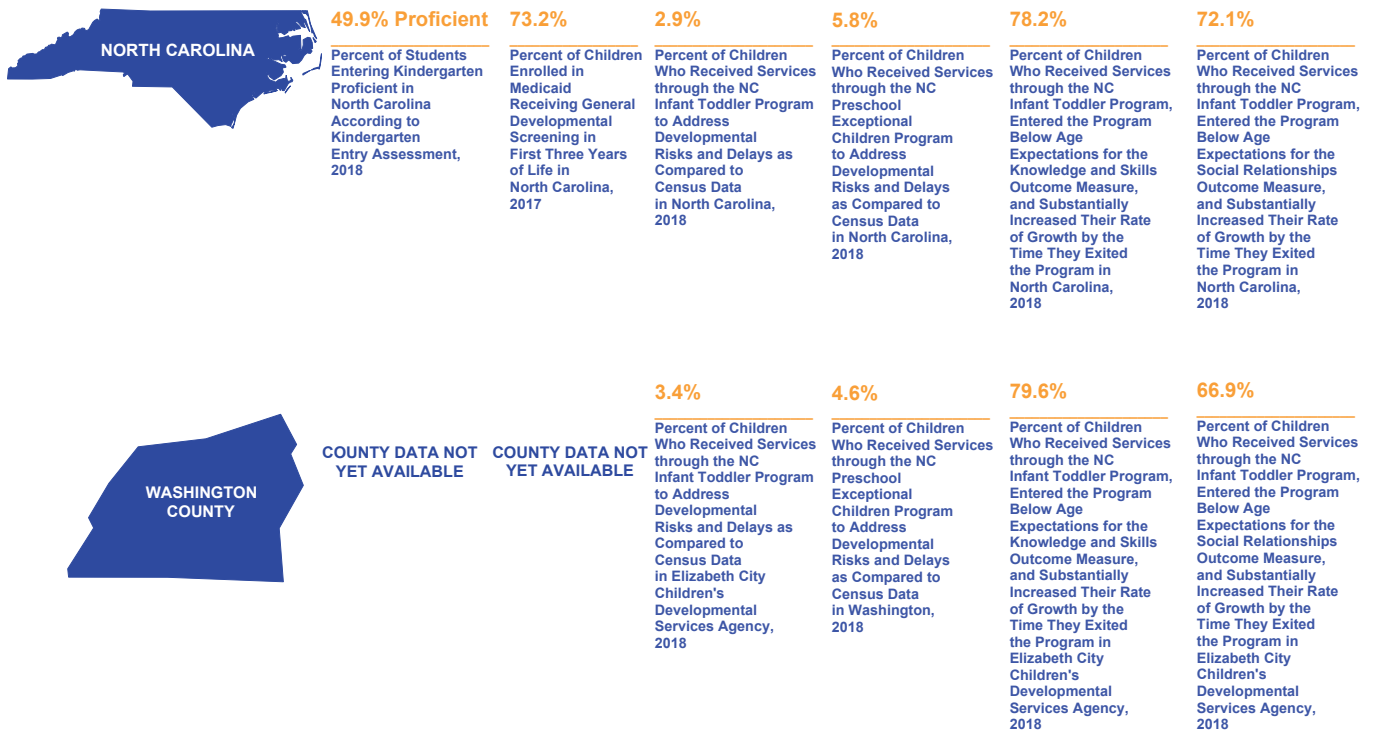 NORTH CAROLINA
49.9% Proficient
Percent of Students
Entering Kindergarten
Proficient in
North Carolina
According to
Kindergarten
Entry Assessment,
2018
73.2%
Percent of Children
Enrolled in
Medicaid
Receiving General
Developmental
Screening in
First Three Years
of Life in
North Carolina,
2017
2.9%
Percent of Children
Who Received Services
through the NC
Infant Toddler Program
to Address
Developmental
Risks and Delays as
Compared to
Census Data
in North Carolina,
2018
5.8%
Percent of Children
Who Received Services
through the NC
Preschool
Exceptional
Children Program
to Address
Developmental
Risks and Delays
as Compared to
Census Data
in North Carolina,
2018
78.2%
Percent of Children
Who Received Services
through the NC
Infant Toddler Program,
Entered the Program
Below Age
Expectations for the
Knowledge and Skills
Outcome Measure,
and Substantially
Increased Their Rate
of Growth by the
Time They Exited
the Program in
North Carolina,
2018
72.1%
Percent of Children
Who Received Services
through the NC
Infant Toddler Program,
Entered the Program
Below Age
Expectations for the
Social Relationships
Outcome Measure,
and Substantially
Increased Their Rate
of Growth by the
Time They Exited
the Program in
North Carolina,
2018
WASHINGTON
COUNTY
COUNTY DATA NOT
YET AVAILABLE
COUNTY DATA NOT
YET AVAILABLE
3.4%
Percent of Children
Who Received Services
through the NC
Infant Toddler Program
to Address
Developmental
Risks and Delays as
Compared to
Census Data
in Elizabeth City
Children's
Developmental
Services Agency,
2018
4.6%
Percent of Children
Who Received Services
through the NC
Preschool
Exceptional
Children Program
to Address
Developmental
Risks and Delays
as Compared to
Census Data
in Washington,
2018
79.6%
Percent of Children
Who Received Services
through the NC
Infant Toddler Program,
Entered the Program
Below Age
Expectations for the
Knowledge and Skills
Outcome Measure,
and Substantially
Increased Their Rate
of Growth by the
Time They Exited
the Program in
Elizabeth City
Children's
Developmental
Services Agency,
2018
66.9%
Percent of Children
Who Received Services
through the NC
Infant Toddler Program,
Entered the Program
Below Age
Expectations for the
Social Relationships
Outcome Measure,
and Substantially
Increased Their Rate
of Growth by the
Time They Exited
the Program in
Elizabeth City
Children's
Developmental
Services Agency,
2018